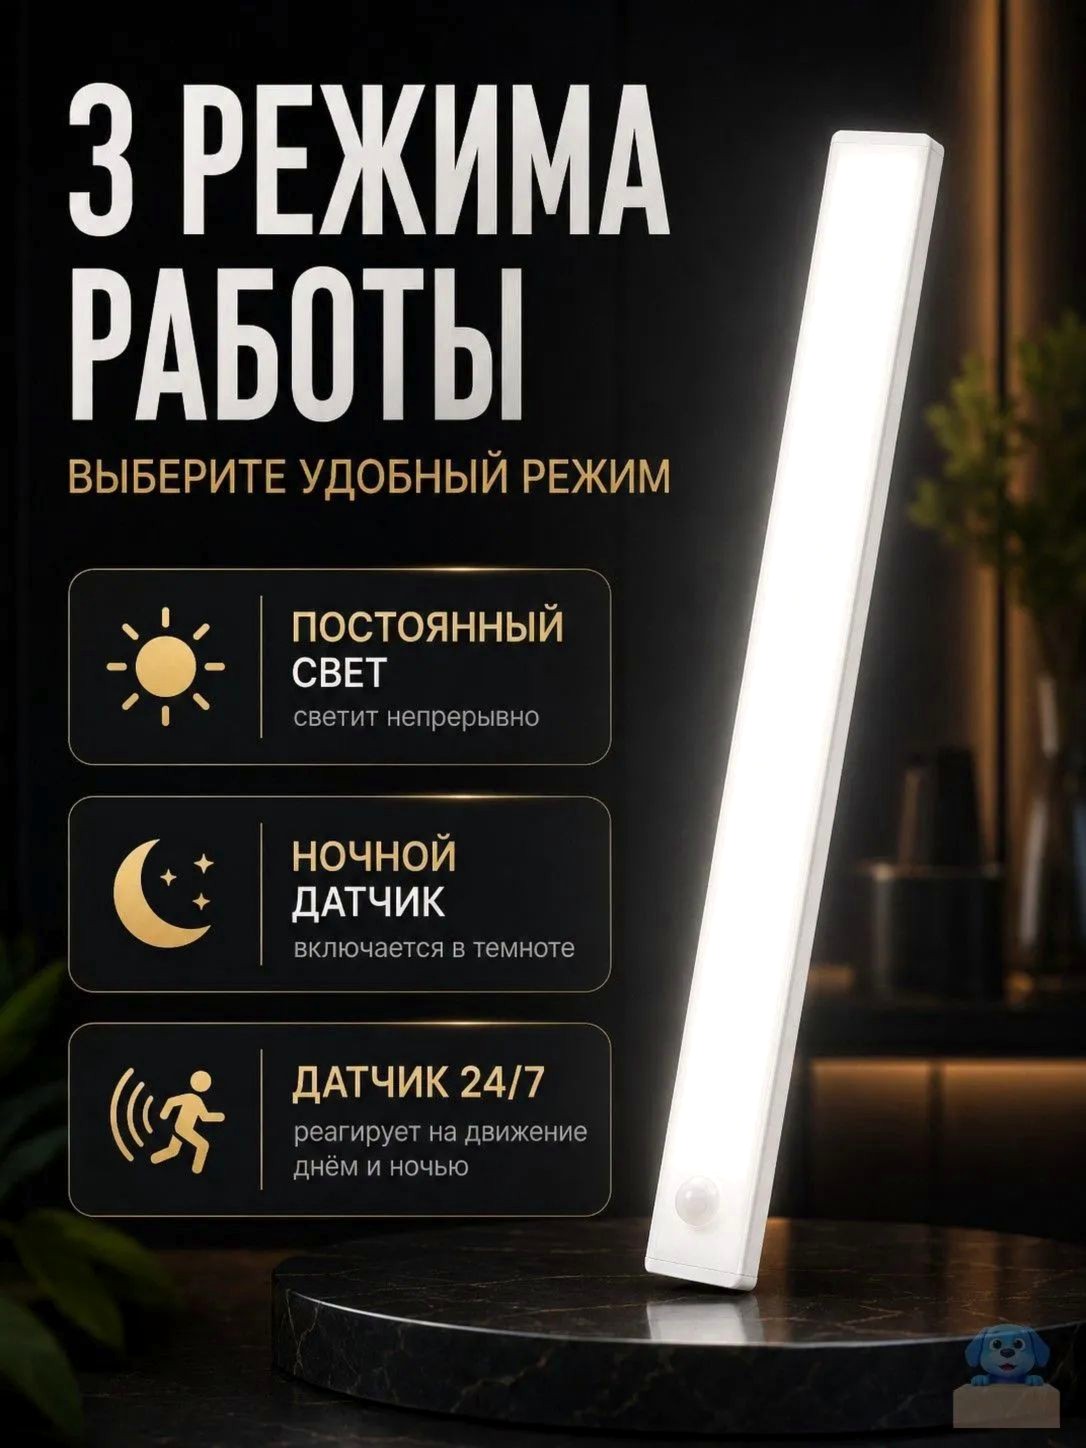 3 РЕЖИМА
РАБОТЫ
ВЫБЕРИТЕ УДОБНЫЙ РЕЖИМ
ПОСТОЯННЫЙ
СВЕТ
светит непрерывно
НОЧНОЙ
ДАТЧИК
включается в темноте
ДАТЧИК 24/7
реагирует на движение
днём и ночью